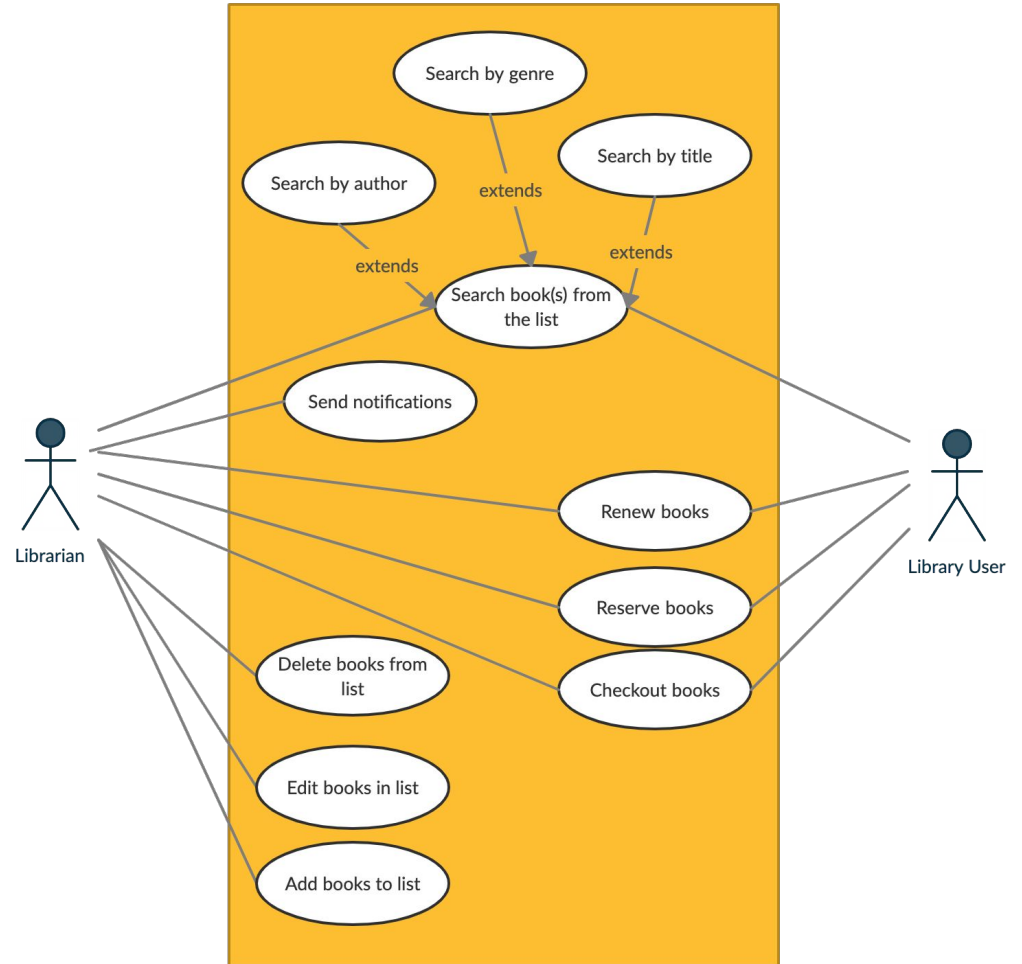 Search by genre
Search by title
Search by author
extends
extends
extends
Search book(s) from
the list
Send notifications
Renew books
Librarian
Library User
Reserve books
Delete books from
list
Checkout books
Edit books in list
Add books to list